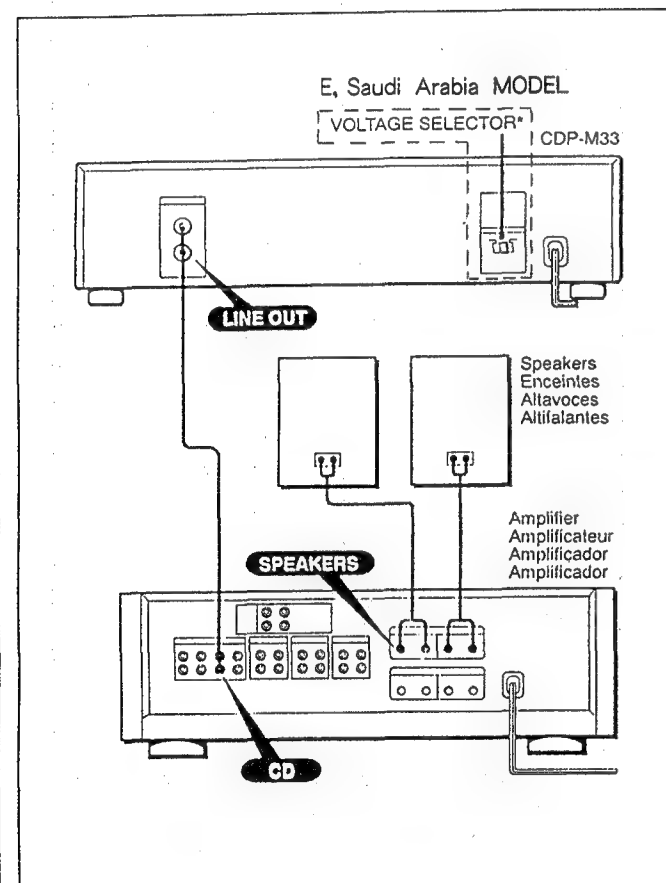 E, Saudi Arabia MODEL
VOLTAGE SELECTOR*
CDP-M33
LINE OUT
Speakers
Enceintes
Altavoces
Altifalantes
Amplifier
Amplificateur
Amplificador
Amplificador
SPEAKERS
CD